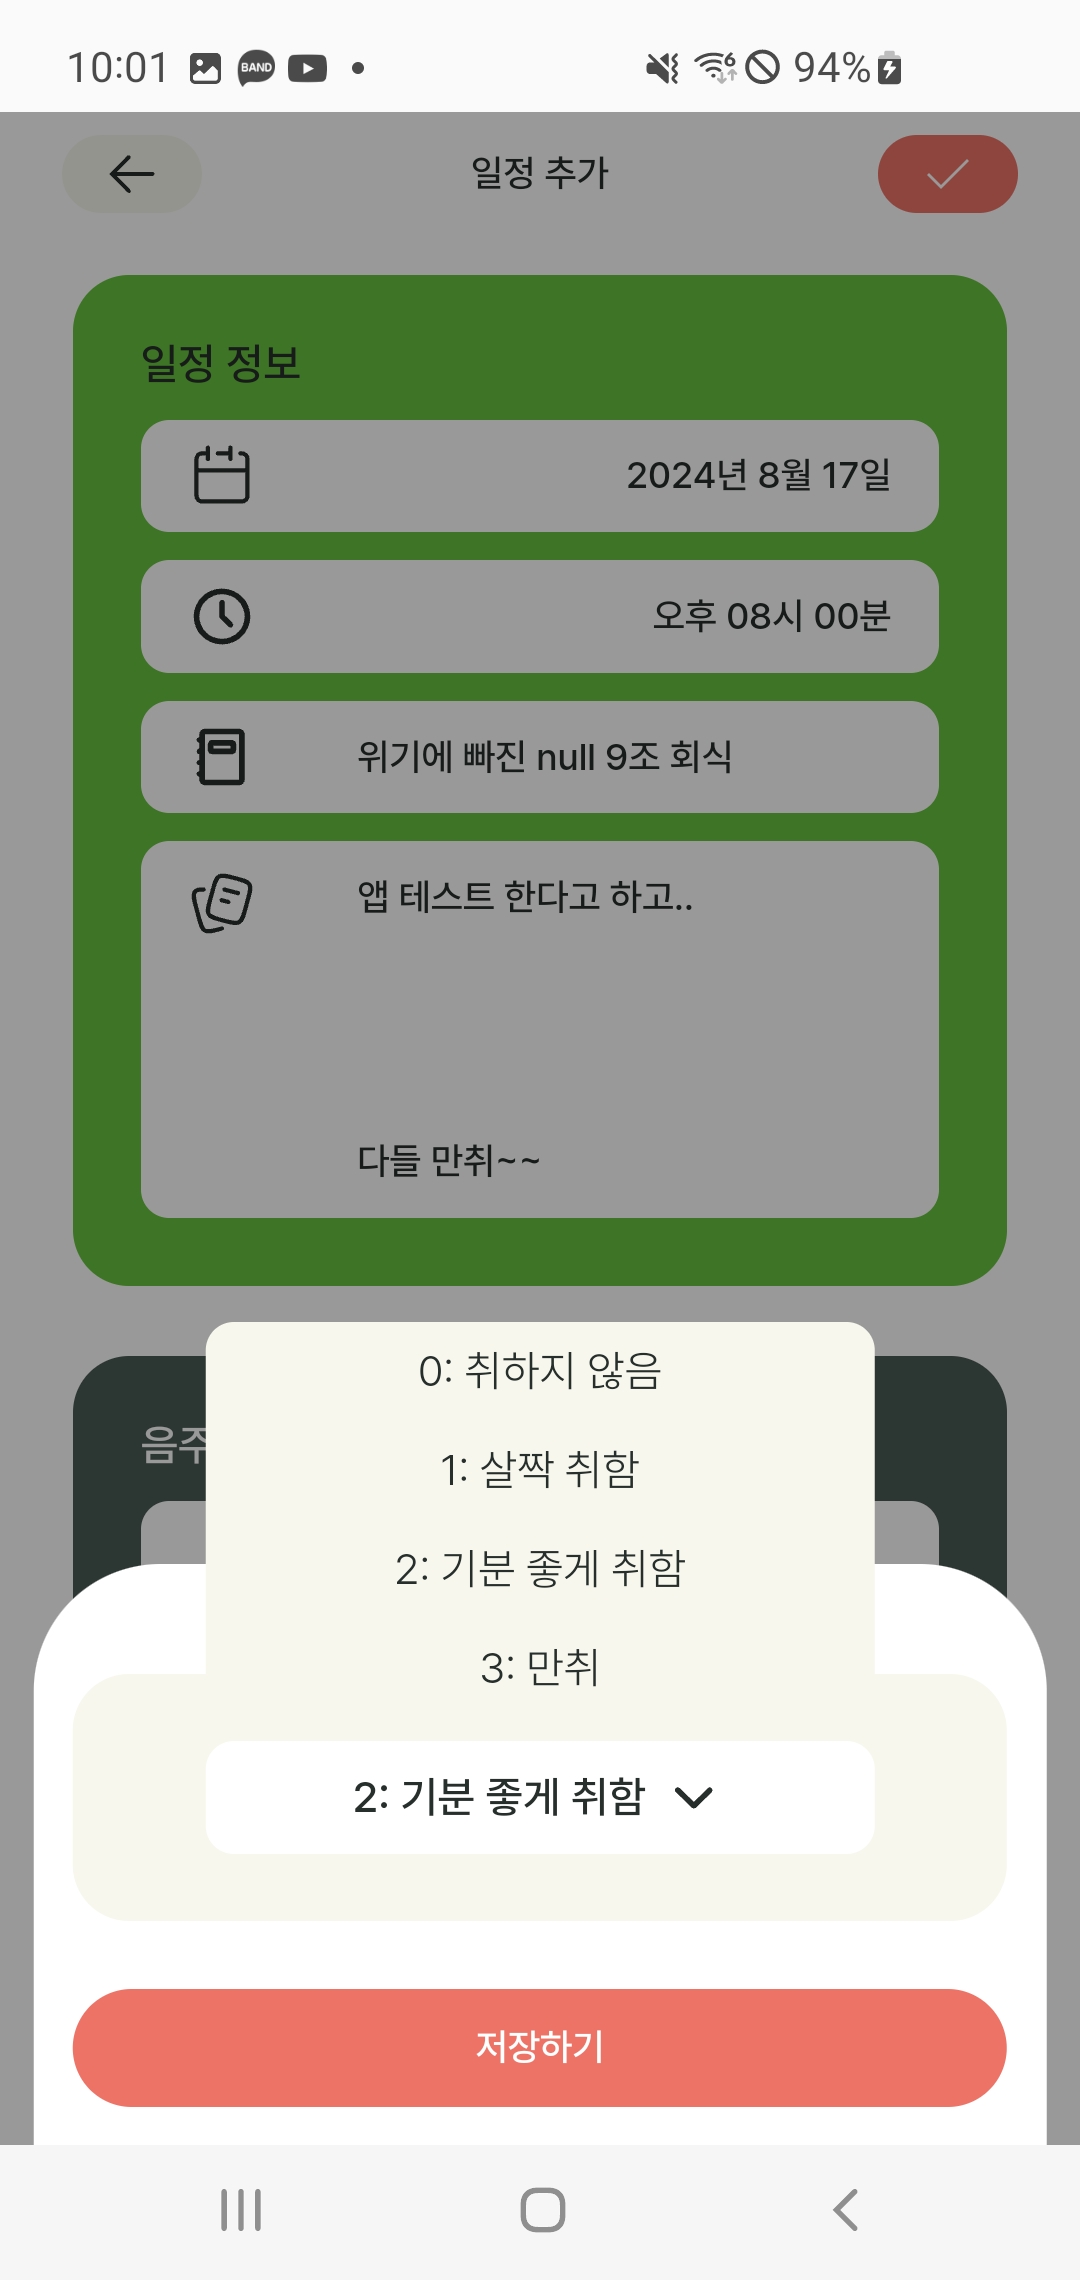 10:01 BAND 6 94%
일정 추가
일정 정보
2024년 8월 17일
오후 08시 00분
위기에 빠진 null 9조 회식
앱 테스트 한다고 하고..
다들 만취~~
0: 취하지 않음
음주
1: 살짝 취함
2: 기분 좋게 취함
3: 만취
2: 기분 좋게 취함
저장하기